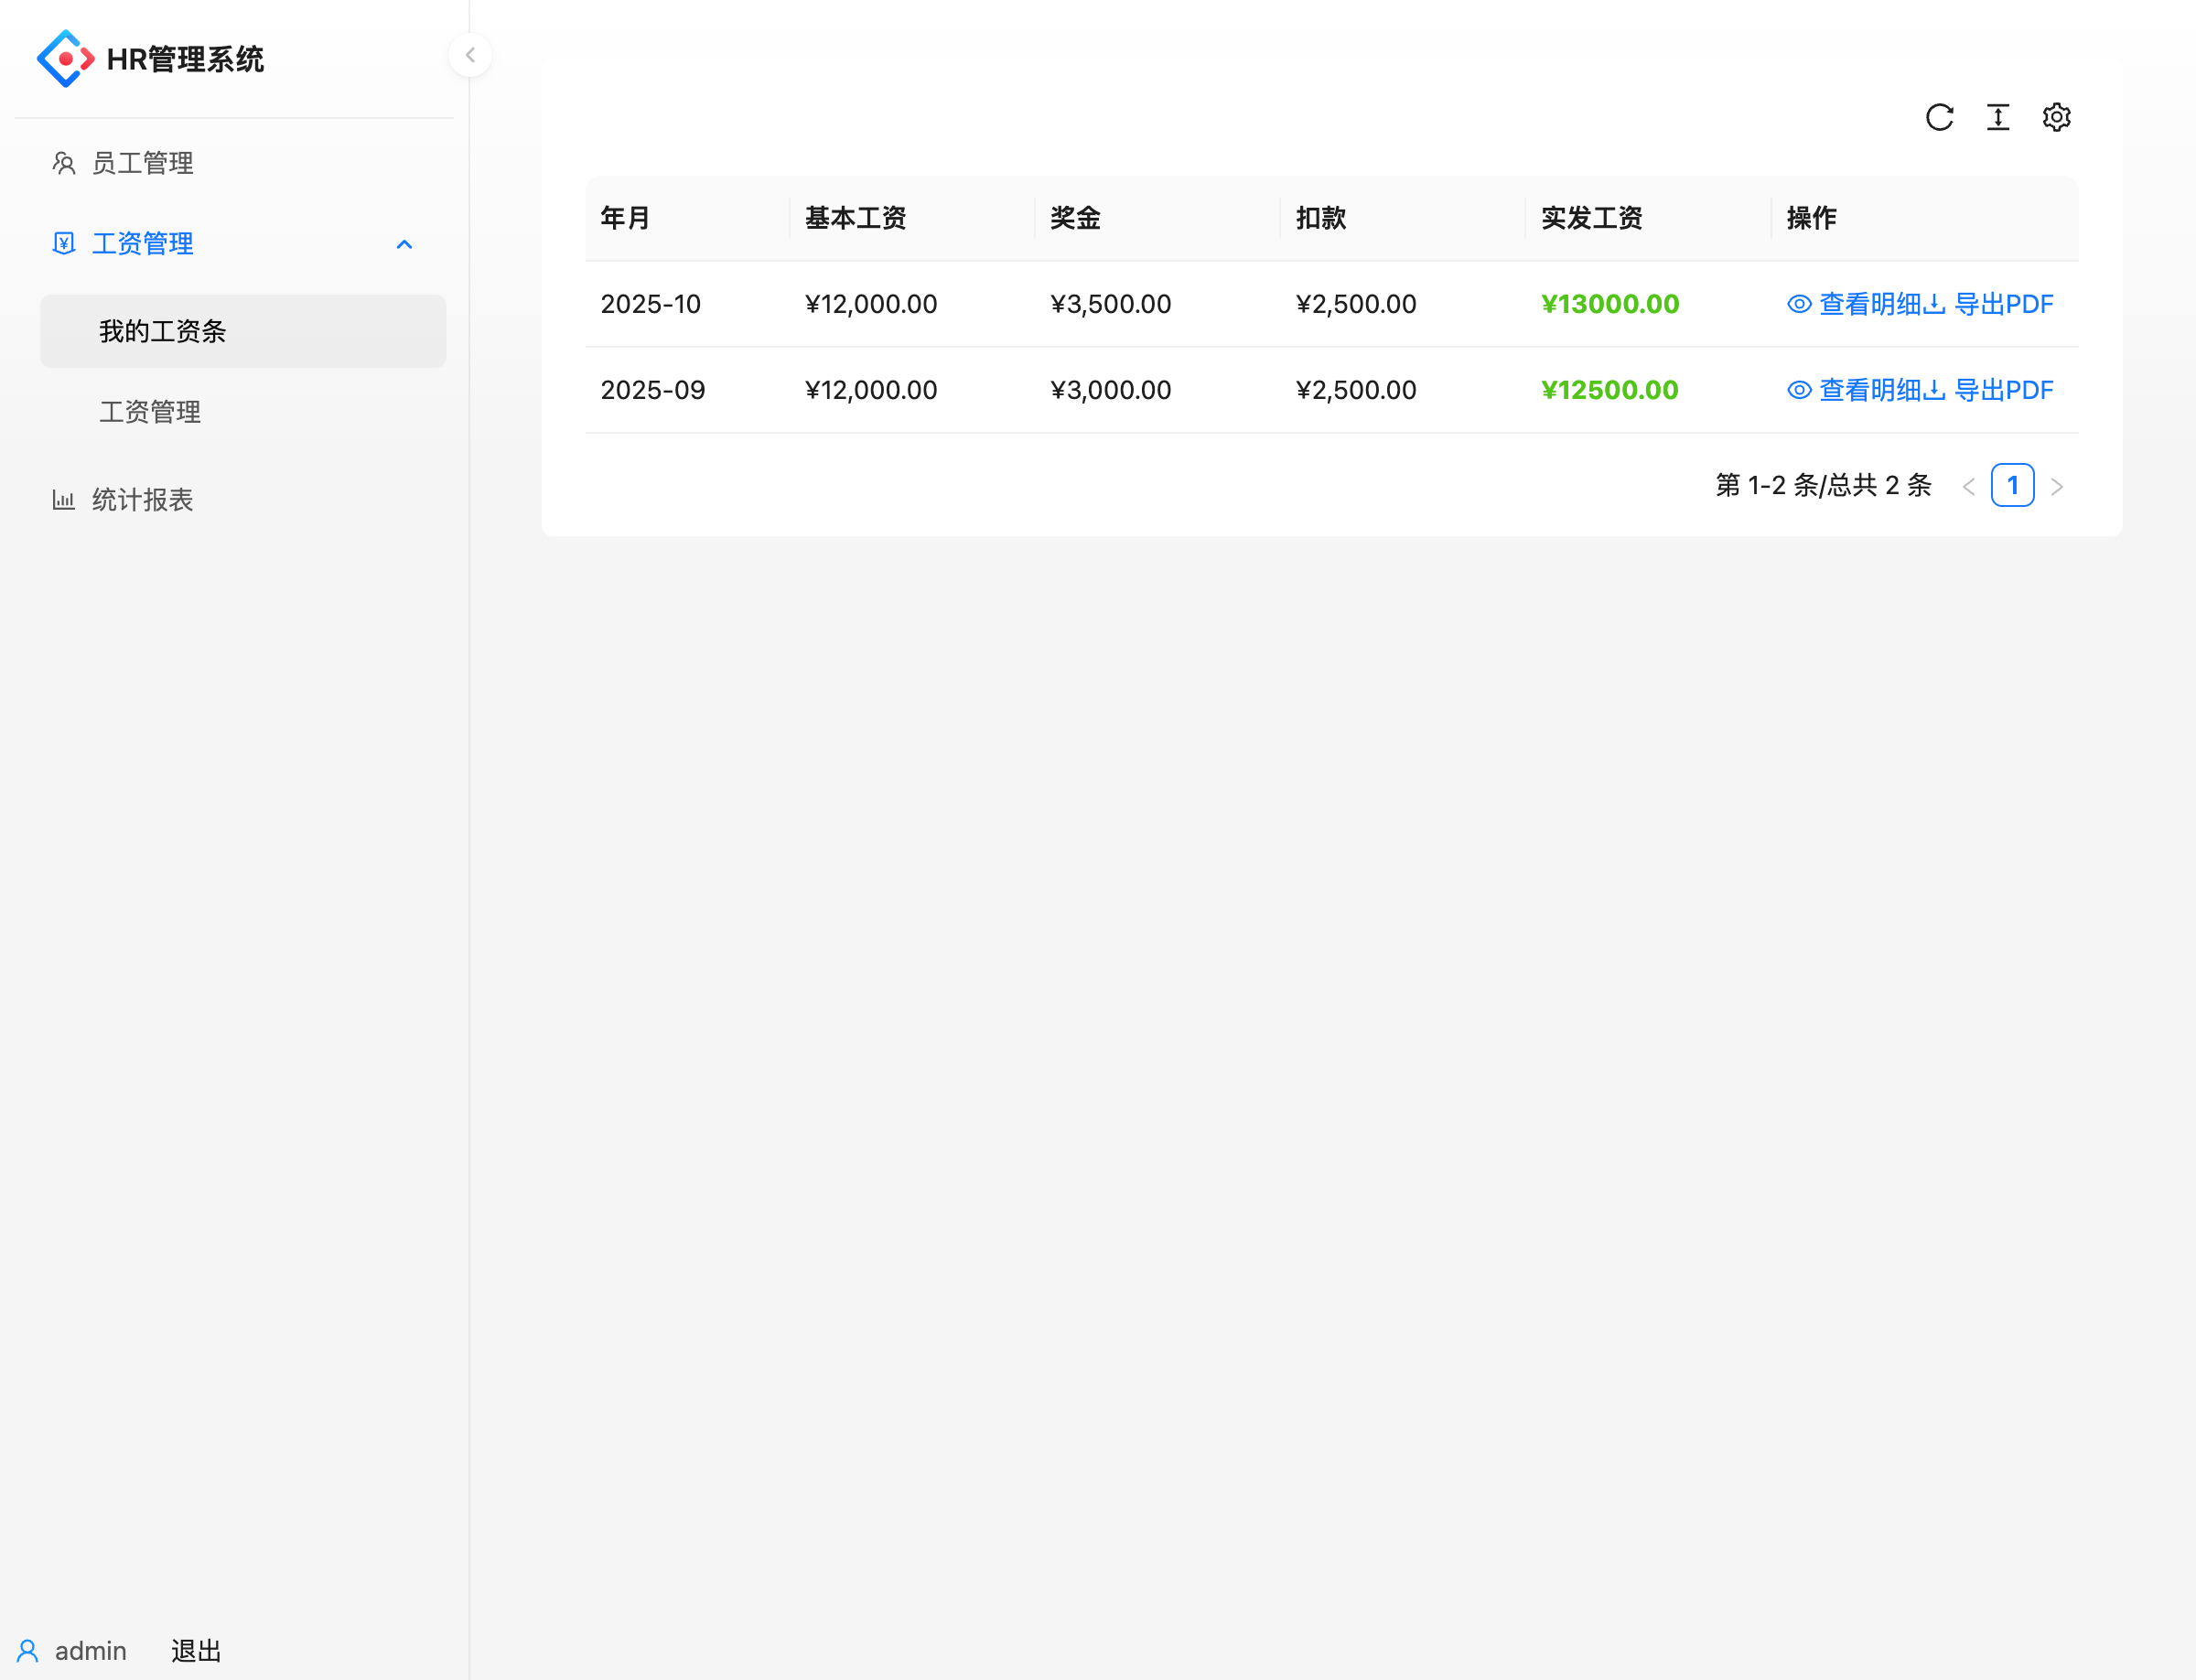 HR管理系统
员工管理
工资管理
我的工资条
工资管理
统计报表
年月 基本工资 奖金 扣款 实发工资 操作
2025-10 ¥12,000.00 ¥3,500.00 ¥2,500.00 ¥13000.00 查看明细 导出PDF
2025-09 ¥12,000.00 ¥3,000.00 ¥2,500.00 ¥12500.00 查看明细 导出PDF
第 1-2 条/总共 2 条 < 1 >
admin 退出